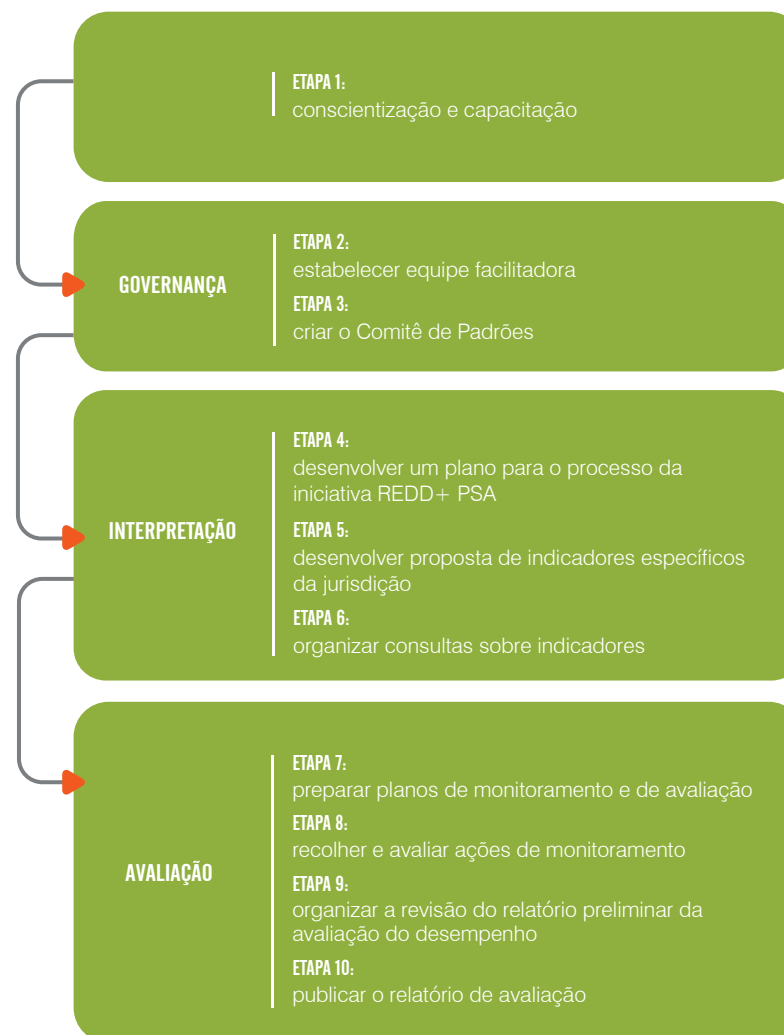 ETAPA 1:
conscientização e capacitação
GOVERNANÇA
ETAPA 2:
estabelecer equipe facilitadora
ETAPA 3:
criar o Comitê de Padrões
INTERPRETAÇÃO
ETAPA 4:
desenvolver um plano para o processo da
iniciativa REDD+ PSA
ETAPA 5:
desenvolver proposta de indicadores específicos
da jurisdição
ETAPA 6:
organizar consultas sobre indicadores
AVALIAÇÃO
ETAPA 7:
preparar planos de monitoramento e de avaliação
ETAPA 8:
recolher e avaliar ações de monitoramento
ETAPA 9:
organizar a revisão do relatório preliminar da
avaliação do desempenho
ETAPA 10:
publicar o relatório de avaliação